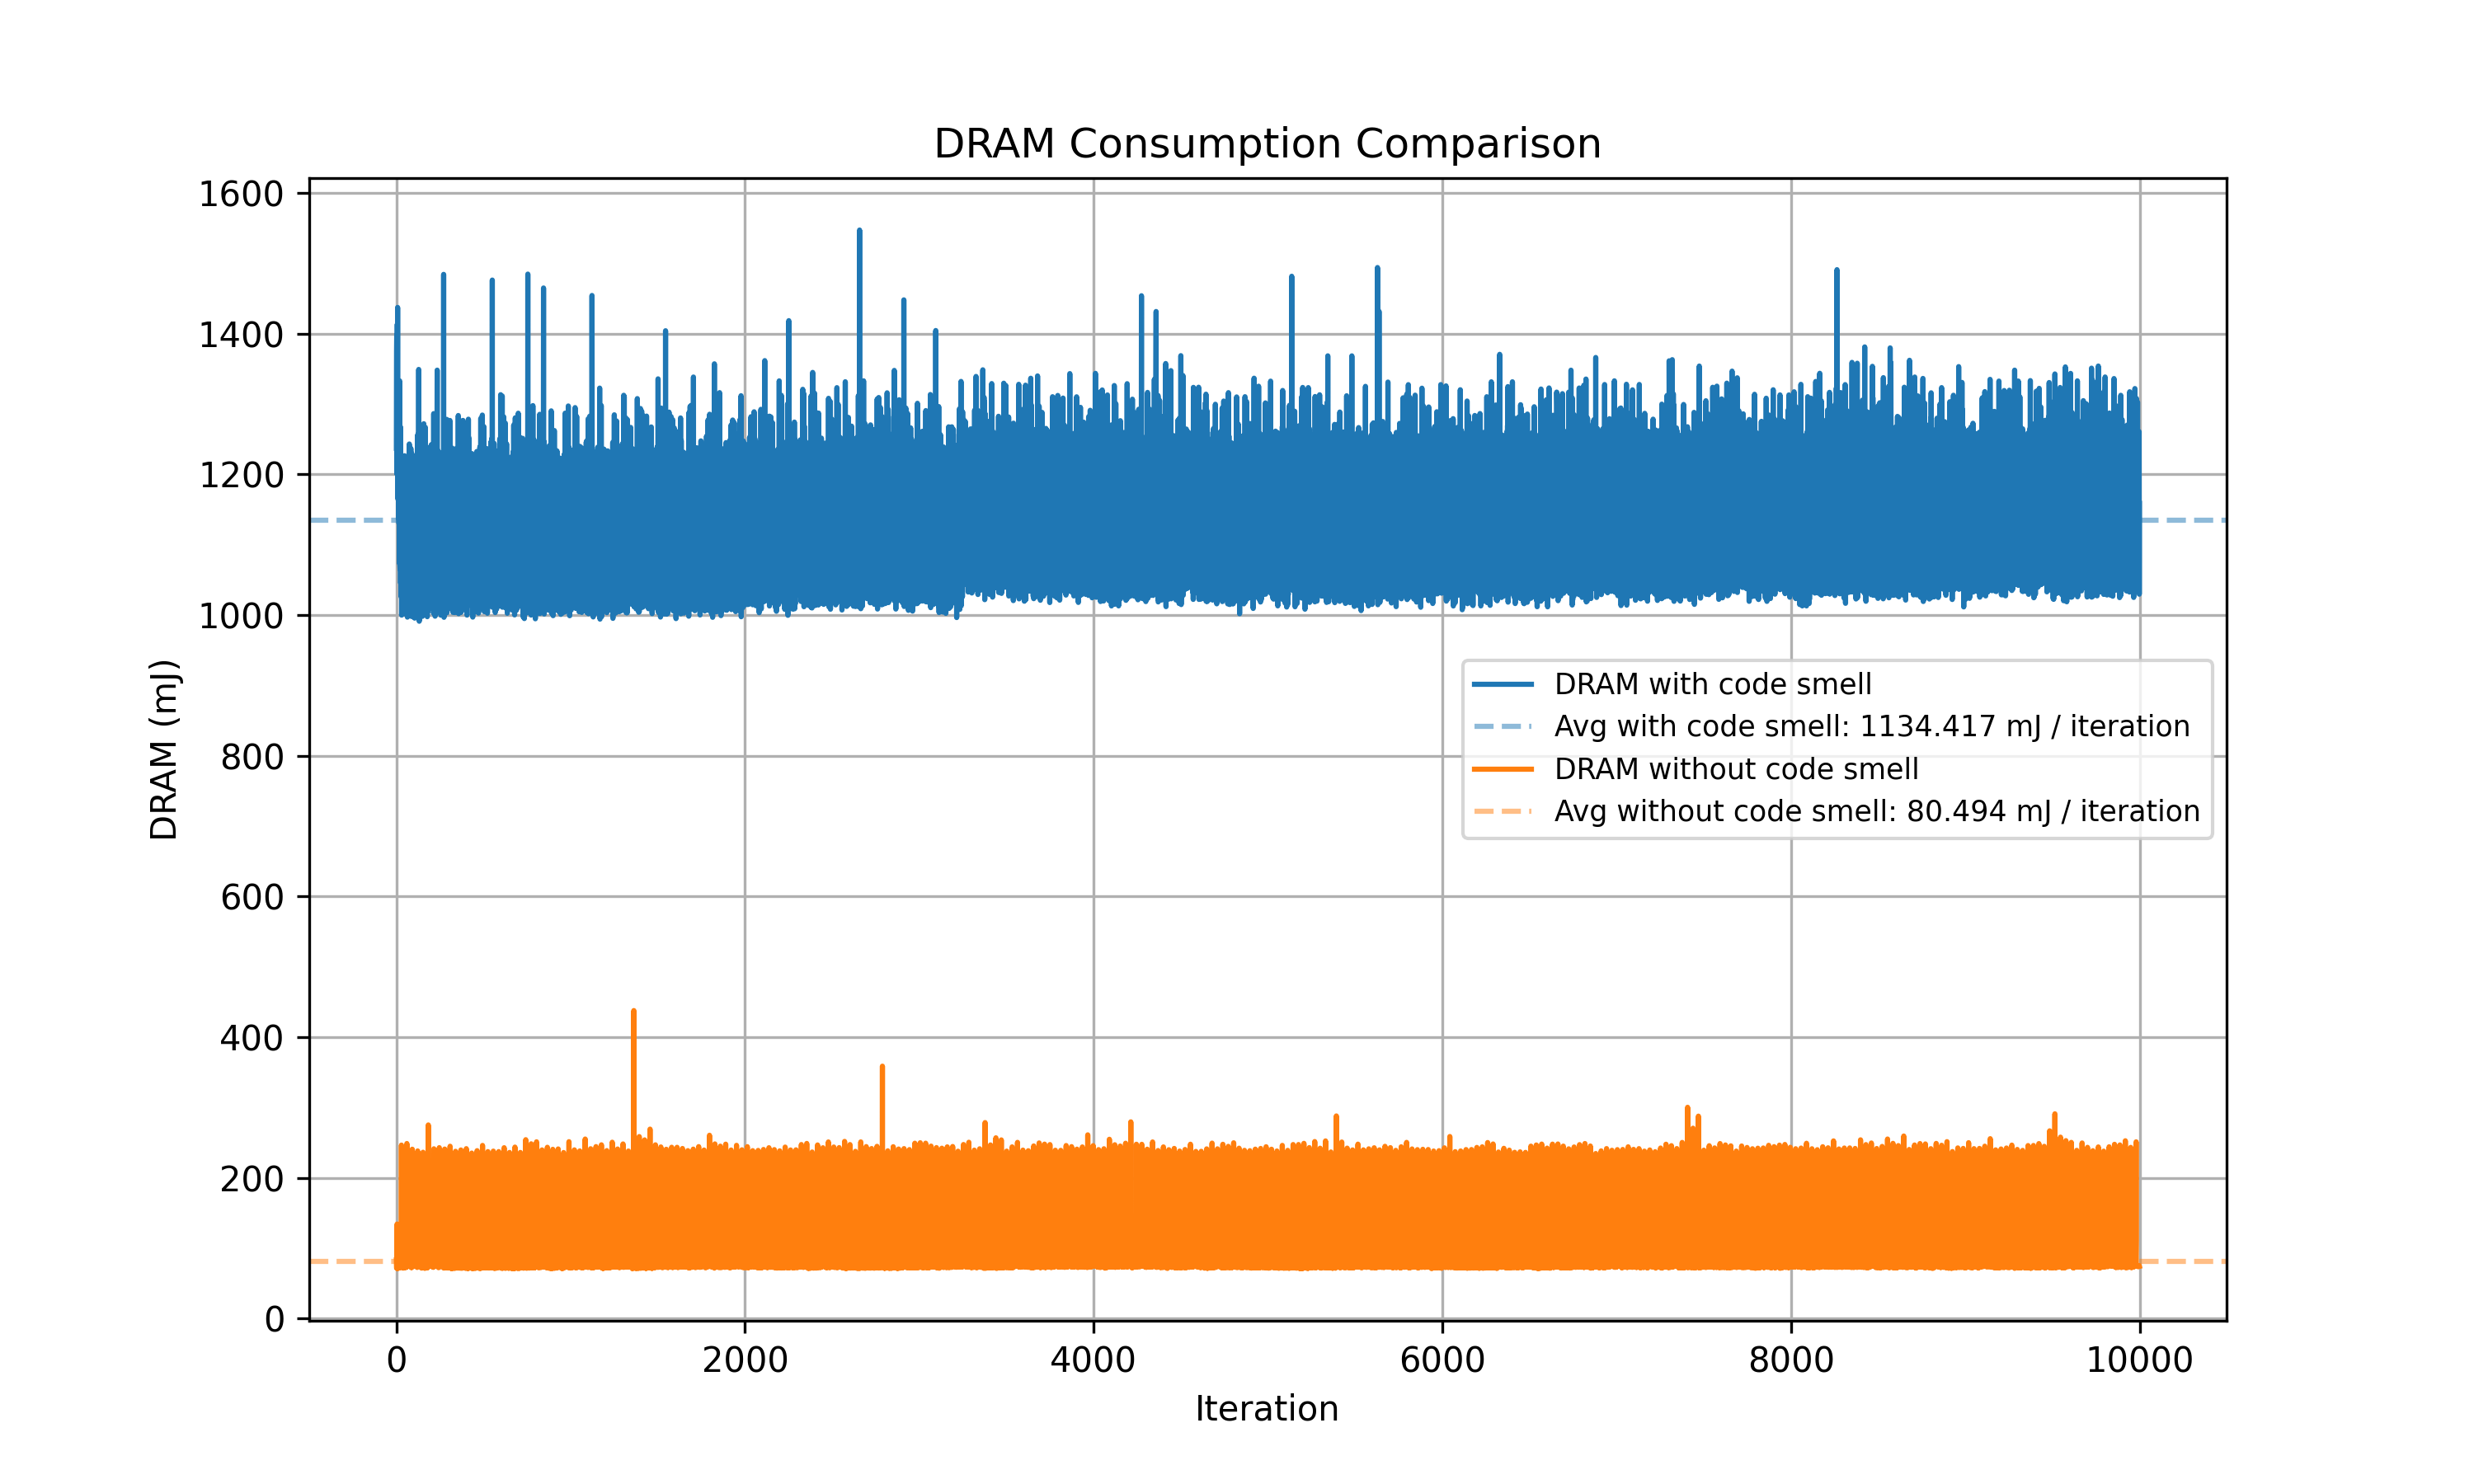 DRAM Consumption Comparison
1600
1400
1200
1000
800
600
400
200
0
DRAM (mJ)
DRAM with code smell
Avg with code smell: 1134.417 mJ / iteration
DRAM without code smell
Avg without code smell: 80.494 mJ / iteration
0 2000 4000 6000 8000 10000
Iteration